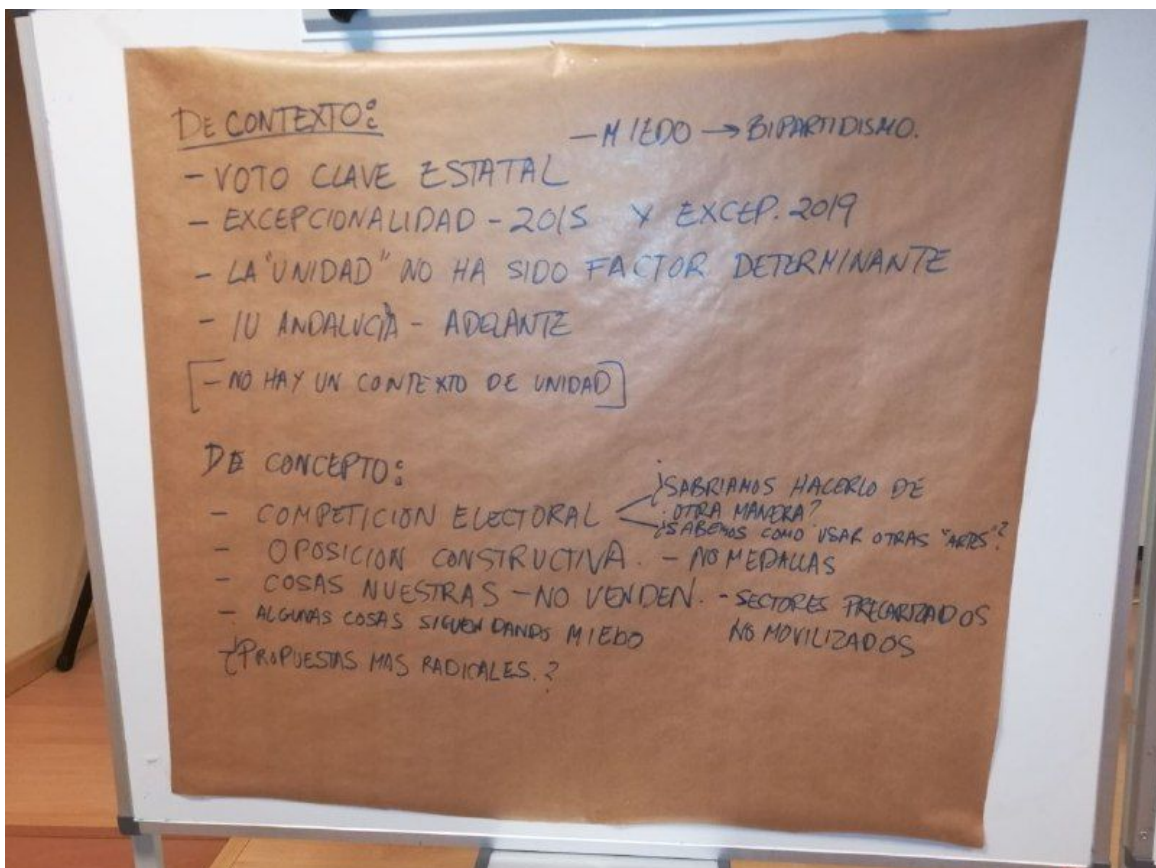 DE CONTEXTO:
- MIEDO → BIPARTIDISMO.
- VOTO CLAVE ESTATAL
- EXCEPCIONALIDAD - 2015 Y EXCEP. 2019
- LA "UNIDAD" NO HA SIDO FACTOR DETERMINANTE
- IU ANDALUCÍA - ADELANTE
[- NO HAY UN CONTEXTO DE UNIDAD]
DE CONCEPTO:
- COMPETICION ELECTORAL
¿SABRIAMOS HACERLO DE
OTRA MANERA?
¿SABEMOS COMO USAR OTRAS "ARTES"?
- OPOSICION CONSTRUCTIVA. - NO MEDALLAS
- COSAS NUESTRAS - NO VENDEN. - SECTORES PRECARIZADOS
NO MOVILIZADOS
- ALGUNAS COSAS SIGUEN DANDO MIEDO
¿PROPUESTAS MAS RADICALES.?